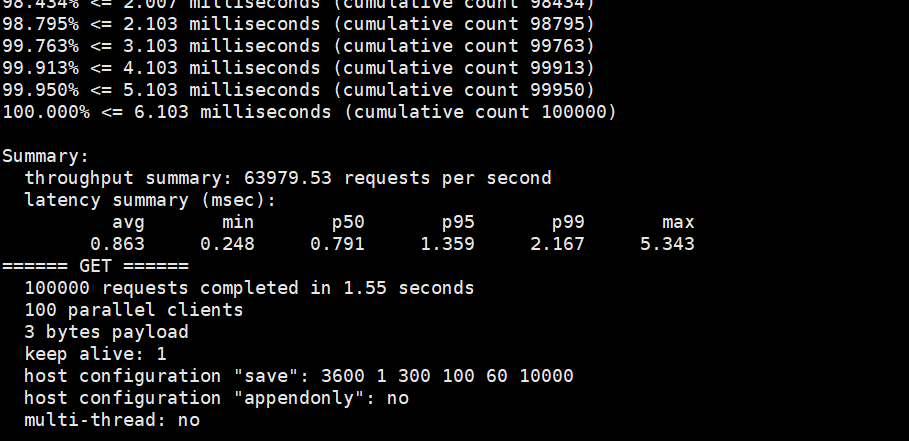 98.434% <= 2.007 milliseconds (cumulative count 98434)
98.795% <= 2.103 milliseconds (cumulative count 98795)
99.763% <= 3.103 milliseconds (cumulative count 99763)
99.913% <= 4.103 milliseconds (cumulative count 99913)
99.950% <= 5.103 milliseconds (cumulative count 99950)
100.000% <= 6.103 milliseconds (cumulative count 100000)

Summary:
  throughput summary: 63979.53 requests per second
  latency summary (msec):
          avg       min       p50       p95       p99       max
        0.863     0.248     0.791     1.359     2.167     5.343
====== GET ======
  100000 requests completed in 1.55 seconds
  100 parallel clients
  3 bytes payload
  keep alive: 1
  host configuration "save": 3600 1 300 100 60 10000
  host configuration "appendonly": no
  multi-thread: no